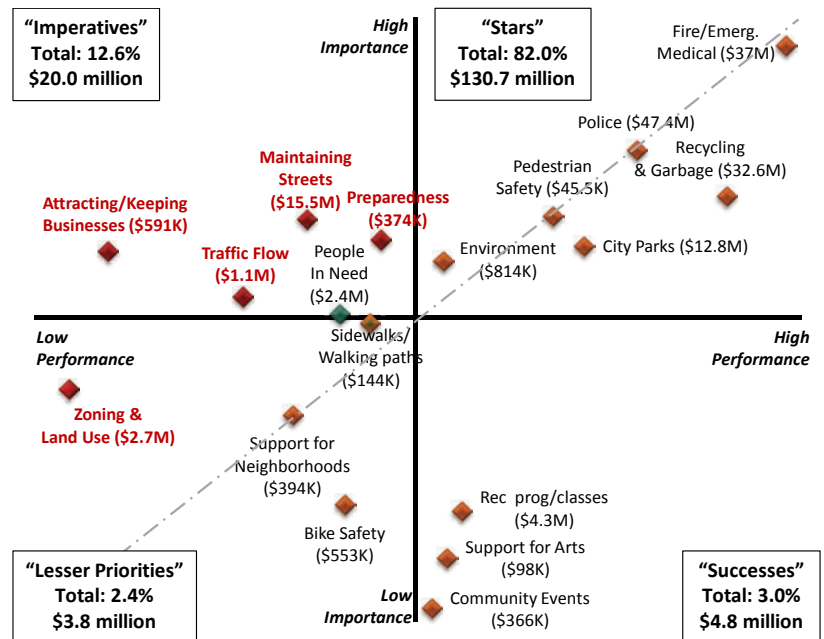 “Imperatives”
Total: 12.6%
$20.0 million
High
Importance
“Stars”
Total: 82.0%
$130.7 million
Fire/Emerg.
Medical ($37M)
Police ($47.4M)
Recycling
& Garbage ($32.6M)
Pedestrian
Safety ($45.5K)
Maintaining
Streets
($15.5M)
Preparedness
($374K)
Attracting/Keeping
Businesses ($591K)
Traffic Flow
($1.1M)
People
In Need
($2.4M)
Environment
($814K)
City Parks ($12.8M)
Low
Performance
Sidewalks/
Walking paths
($144K)
High
Performance
Zoning &
Land Use ($2.7M)
Support for
Neighborhoods
($394K)
Bike Safety
($553K)
Rec prog/classes
($4.3M)
Support for Arts
($98K)
Community Events
($366K)
“Lesser Priorities”
Total: 2.4%
$3.8 million
Low
Importance
“Successes”
Total: 3.0%
$4.8 million